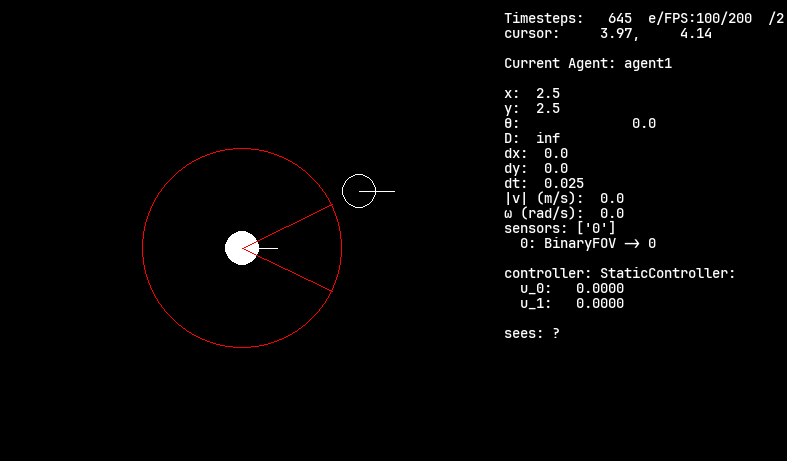 Timesteps:   645  e/FPS:100/200  /2
cursor:     3.97,     4.14
Current Agent: agent1
x:  2.5
y:  2.5
θ:              0.0
D:  inf
dx:  0.0
dy:  0.0
dt:  0.025
|v| (m/s):  0.0
ω (rad/s):  0.0
sensors: ['0']
  0: BinaryFOV -> 0
controller: StaticController:
  u_0:   0.0000
  u_1:   0.0000
sees: ?